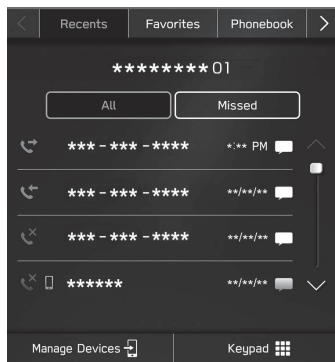 Recents Favorites Phonebook
********01
All Missed
***-***-**** *:** PM
***-***-**** **/**/**
***-***-**** **/**/**
****** **/**/**
Manage Devices Keypad